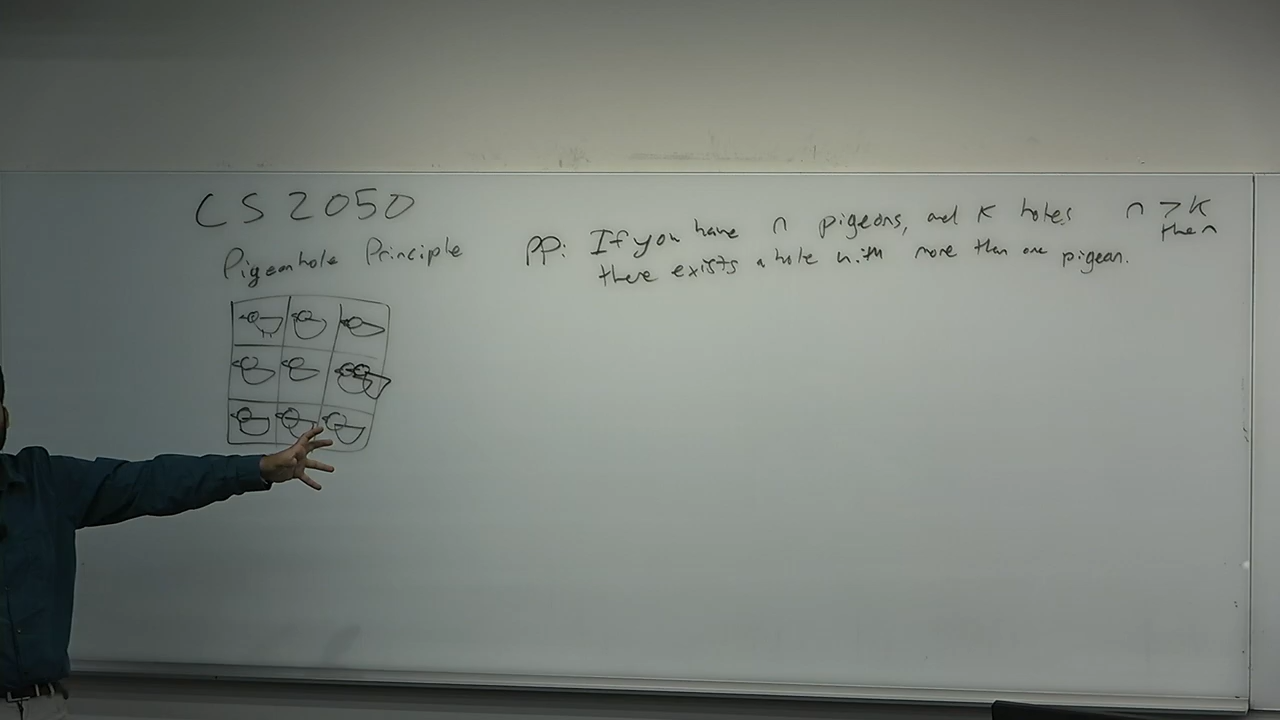 CS 2050
Pigeonhole Principle
PP: If you have n pigeons, and K holes, n > K then
there exists a hole with more than one pigeon.